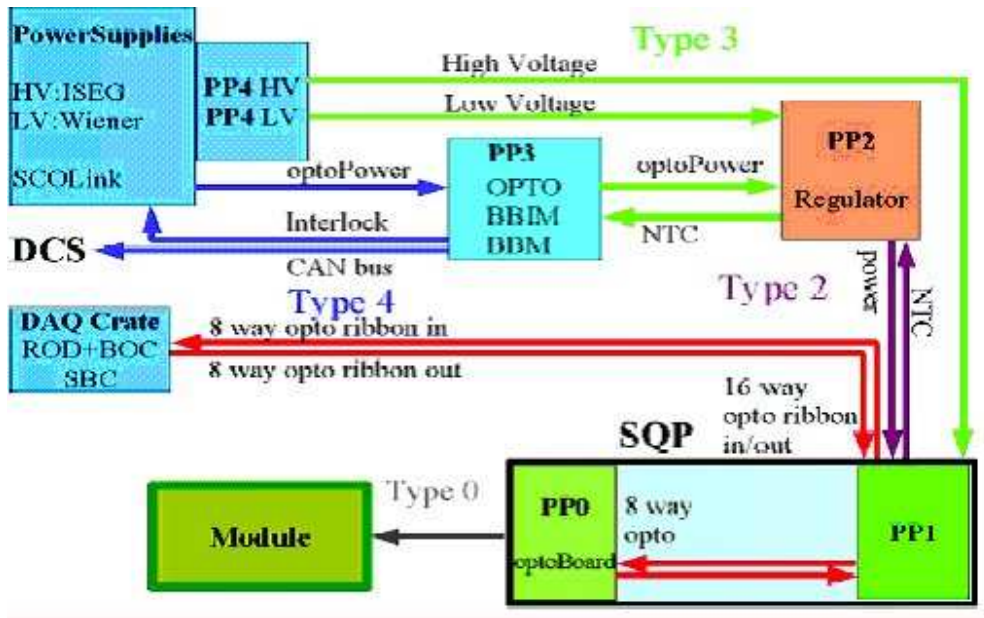 PowerSupplies
HV:ISEG
LV:Wiener
SCOLink
PP4 HV
PP4 LV
High Voltage
Type 3
Low Voltage
PP2
Regulator
optoPower
PP3
OPTO
BBIM
BBM
optoPower
NTC
Interlock
DCS
CAN bus
Type 4
Type 2
power
NTC
DAQ Crate
ROD+BOC
SBC
8 way opto ribbon in
8 way opto ribbon out
16 way
opto ribbon
in/out
SQP
Type 0
Module
PP0
optoBoard
8 way
opto
PP1